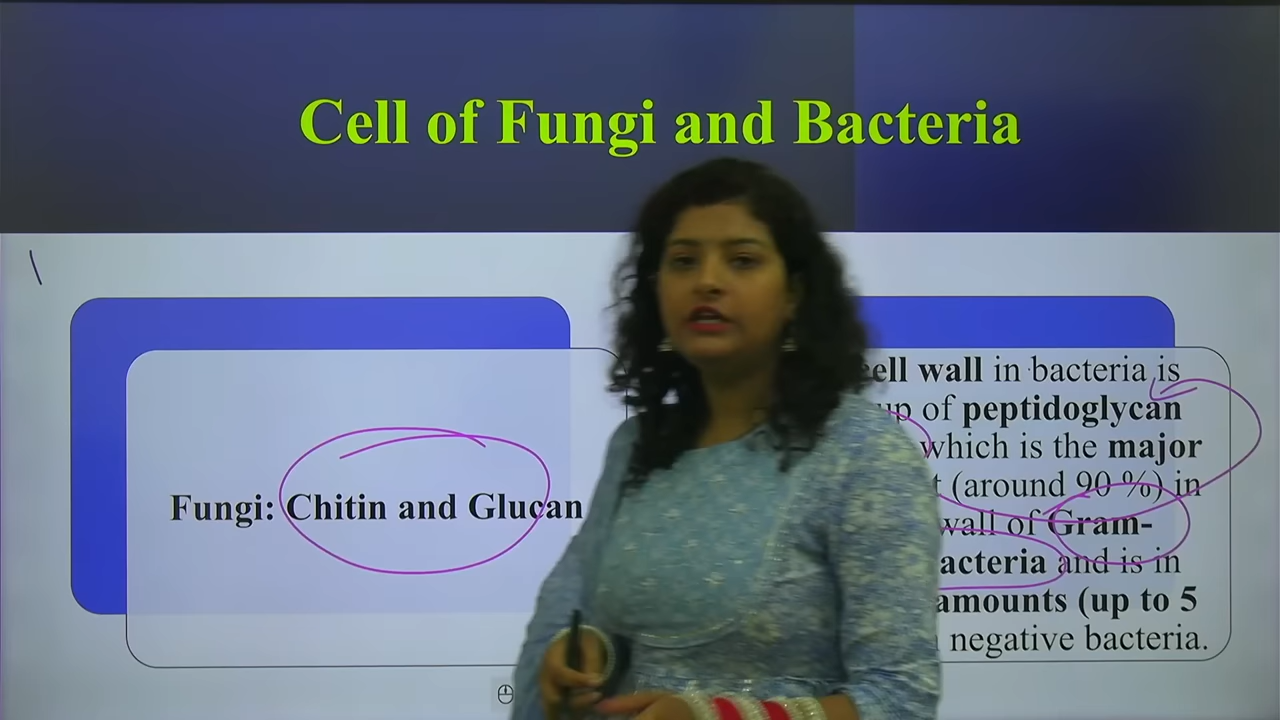 Cell of Fungi and Bacteria
Fungi: Chitin and Glucan
cell wall in bacteria is
up of peptidoglycan
which is the major
(around 90 %) in
wall of Gram-
acteria and is in
amounts (up to 5
negative bacteria.